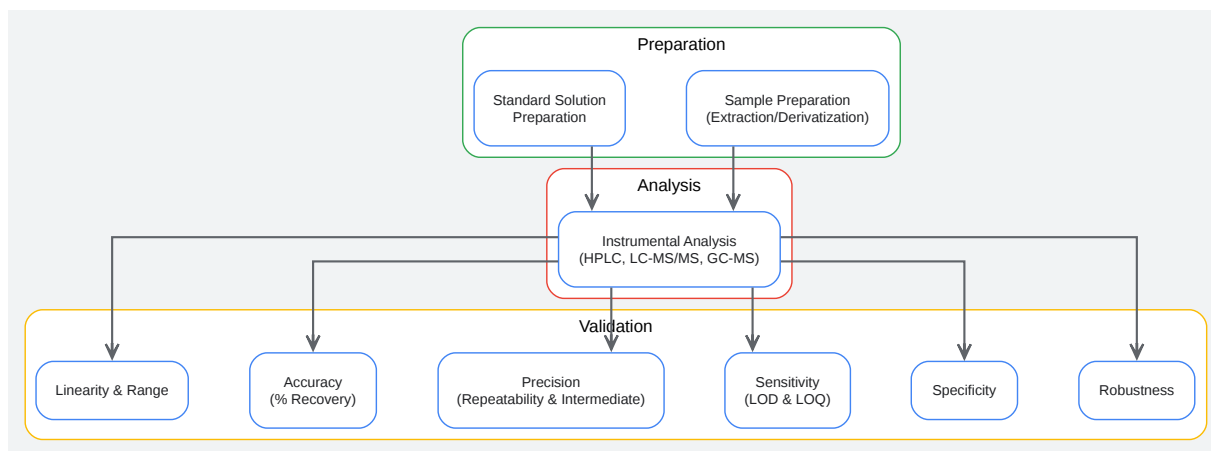 Preparation
Standard Solution
Preparation
Sample Preparation
(Extraction/Derivatization)
Analysis
Instrumental Analysis
(HPLC, LC-MS/MS, GC-MS)
Validation
Linearity & Range
Accuracy
(% Recovery)
Precision
(Repeatability & Intermediate)
Sensitivity
(LOD & LOQ)
Specificity
Robustness